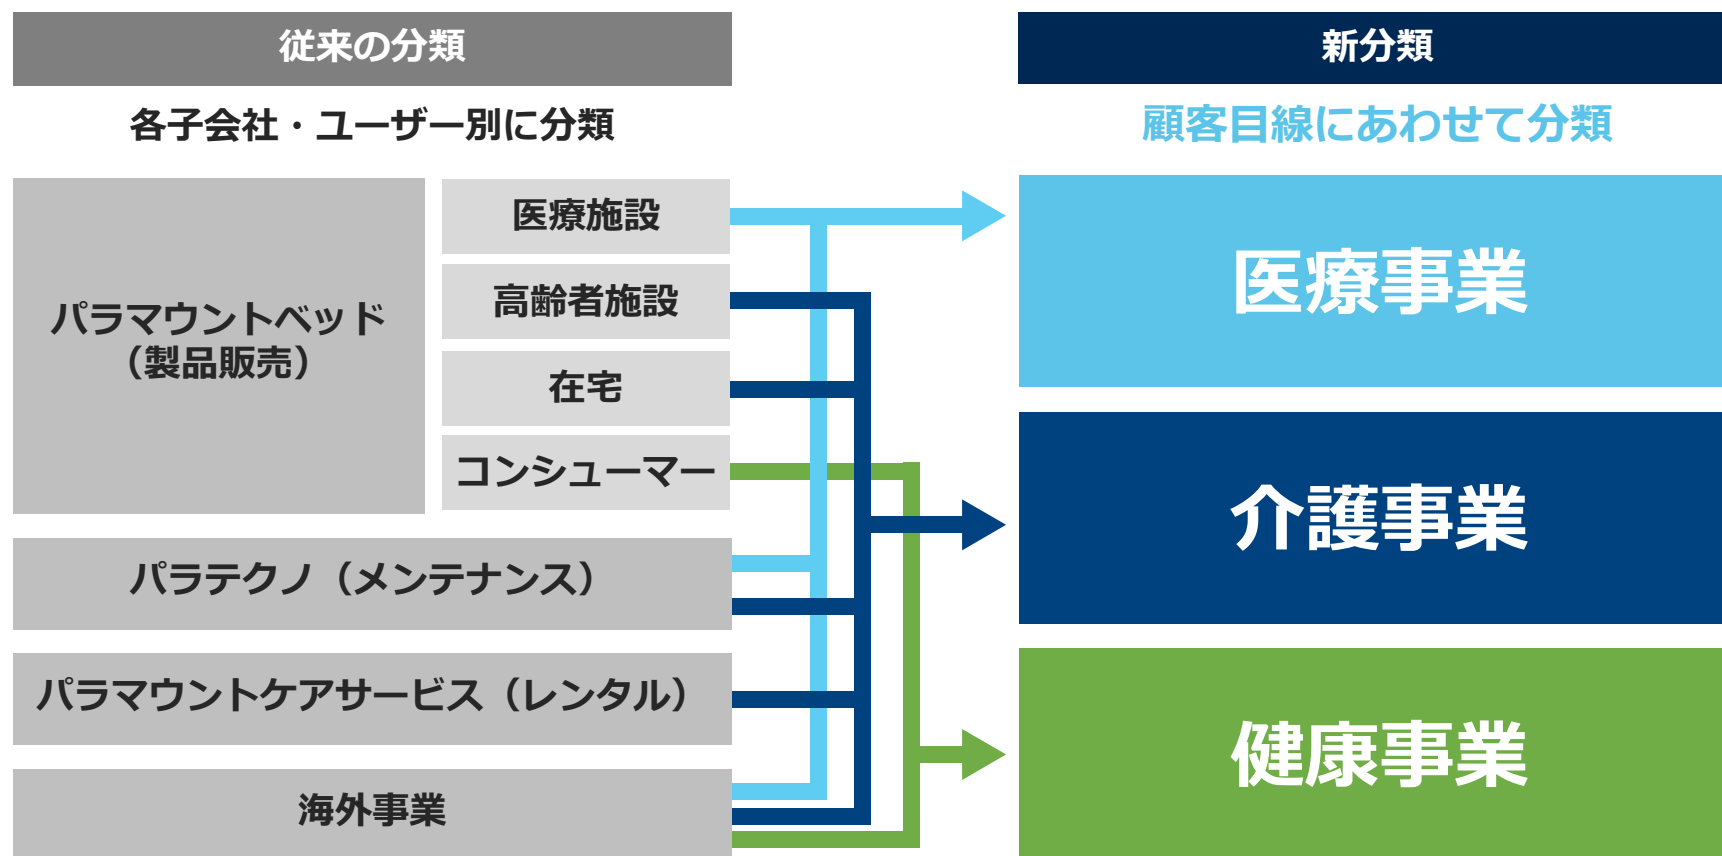 従来の分類
各子会社・ユーザー別に分類
パラマウントベッド
（製品販売）
医療施設
高齢者施設
在宅
コンシューマー
パラテクノ（メンテナンス）
パラマウントケアサービス（レンタル）
海外事業
新分類
顧客目線にあわせて分類
医療事業
介護事業
健康事業